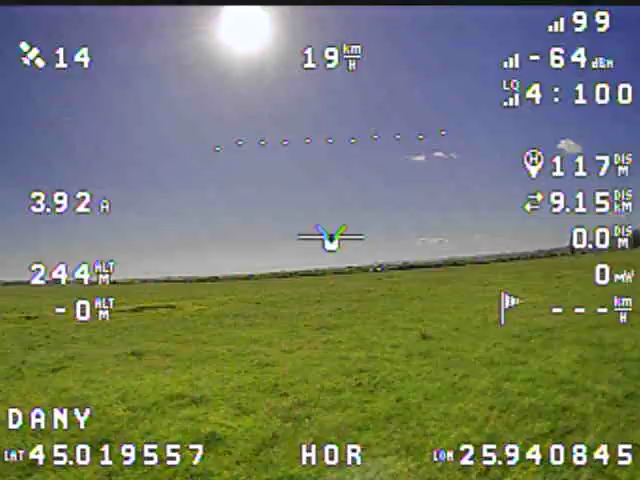 99
14
19 km/H
-64 dBm
LQ 4:100
117 DIS M
9.15 DIS KM
3.92 A
0.0 DIS M
244 ALT M
0 mW
-0 ALT M
--- km/H
DANY
LAT 45.019557
HOR
LON 25.940845